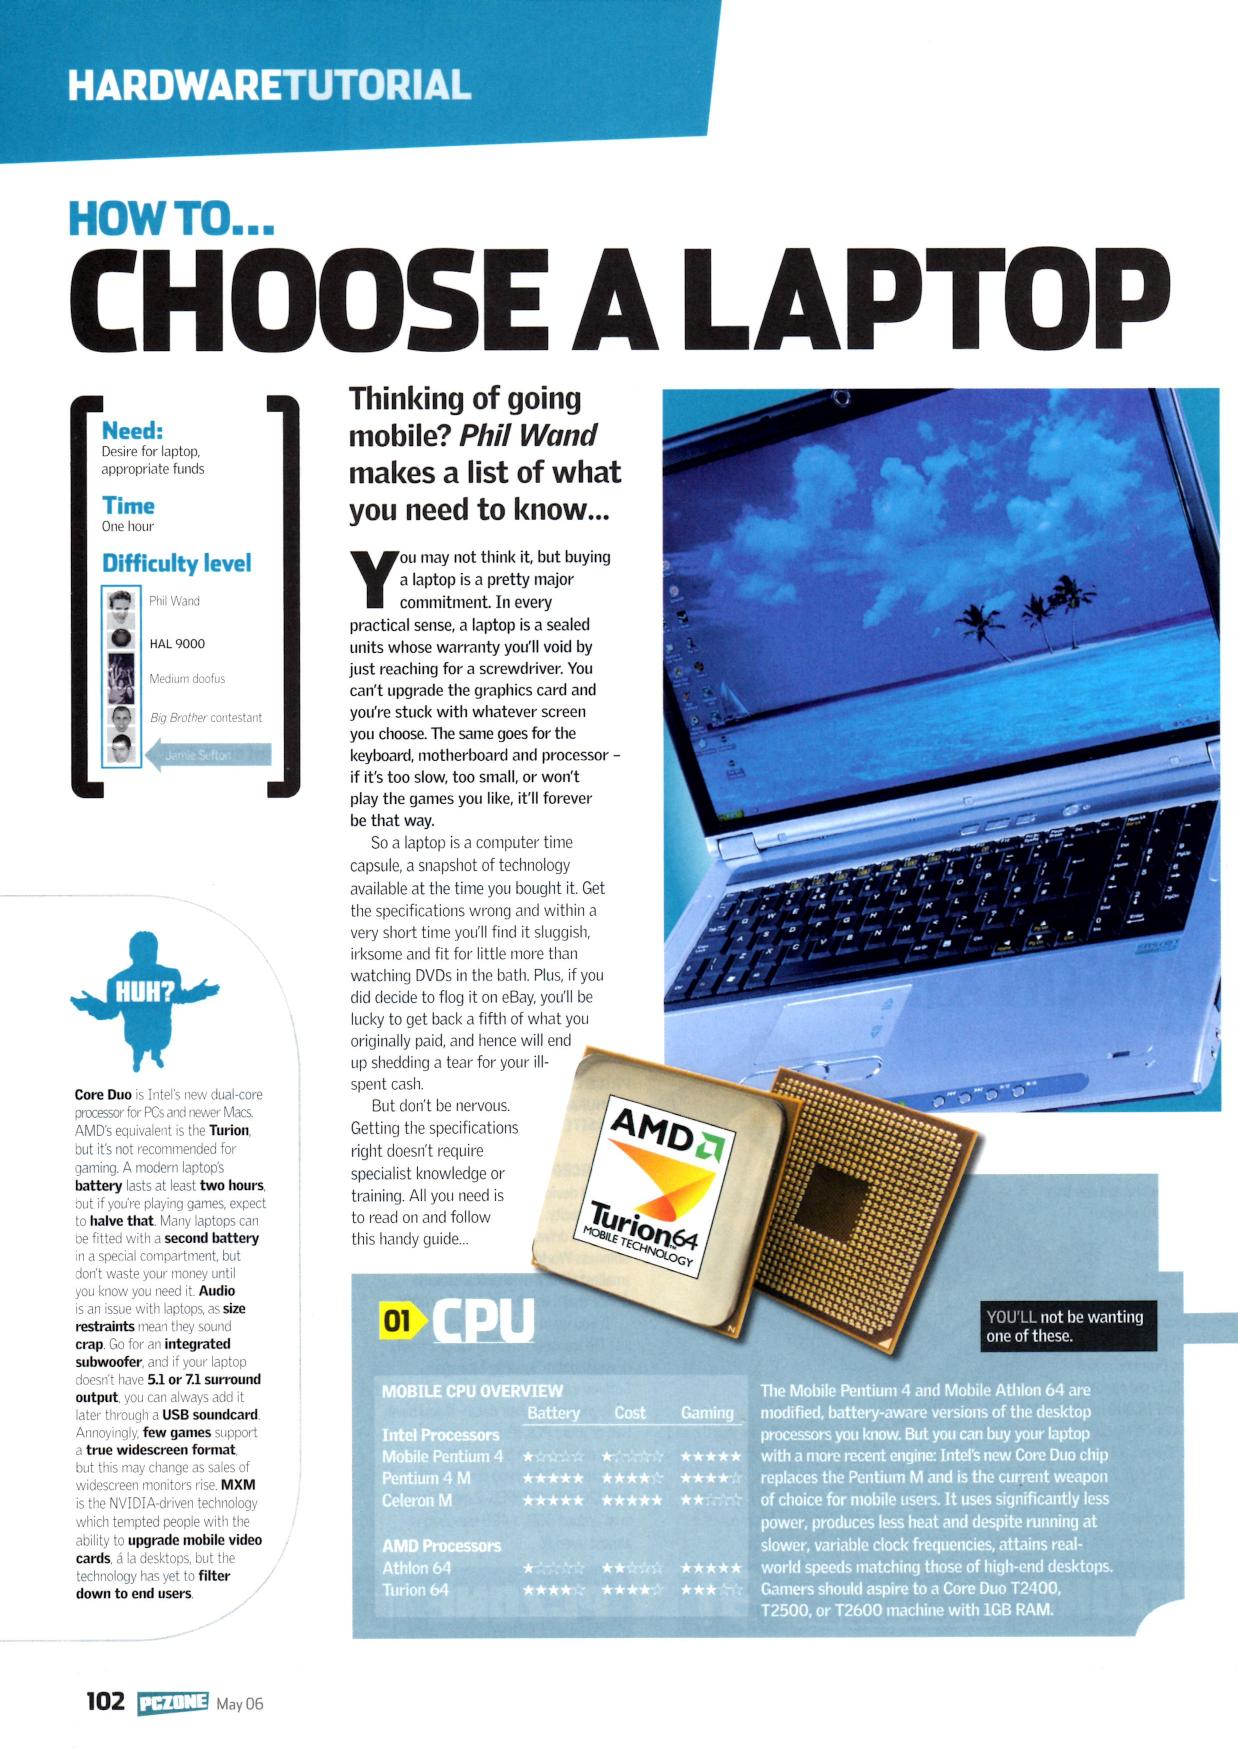 HARDWARETUTORIAL
HOW TO...
CHOOSE A LAPTOP
Need:
Desire for laptop,
appropriate funds
Time
One hour
Difficulty level
Phil Wand
HAL 9000
Medium doofus
Big Brother contestant
Jamie Sefton
Thinking of going
mobile? Phil Wand
makes a list of what
you need to know...
You may not think it, but buying
a laptop is a pretty major
commitment. In every
practical sense, a laptop is a sealed
units whose warranty you'll void by
just reaching for a screwdriver. You
can't upgrade the graphics card and
you're stuck with whatever screen
you choose. The same goes for the
keyboard, motherboard and processor –
if it's too slow, too small, or won't
play the games you like, it'll forever
be that way.
So a laptop is a computer time
capsule, a snapshot of technology
available at the time you bought it. Get
the specifications wrong and within a
very short time you'll find it sluggish,
irksome and fit for little more than
watching DVDs in the bath. Plus, if you
did decide to flog it on eBay, you'll be
lucky to get back a fifth of what you
originally paid, and hence will end
up shedding a tear for your ill-
spent cash.
But don't be nervous.
Getting the specifications
right doesn't require
specialist knowledge or
training. All you need is
to read on and follow
this handy guide...
HUH?
Core Duo is Intel's new dual-core
processor for PCs and newer Macs.
AMD's equivalent is the Turion,
but it's not recommended for
gaming. A modern laptop's
battery lasts at least two hours,
but if you're playing games, expect
to halve that. Many laptops can
be fitted with a second battery
in a special compartment, but
don't waste your money until
you know you need it. Audio
is an issue with laptops, as size
restraints mean they sound
crap. Go for an integrated
subwoofer, and if your laptop
doesn't have 5.1 or 7.1 surround
output, you can always add it
later through a USB soundcard.
Annoyingly, few games support
a true widescreen format,
but this may change as sales of
widescreen monitors rise. MXM
is the NVIDIA-driven technology
which tempted people with the
ability to upgrade mobile video
cards, á la desktops, but the
technology has yet to filter
down to end users.
AMD
Turion 64
MOBILE TECHNOLOGY
01 CPU
YOU'LL not be wanting
one of these.
MOBILE CPU OVERVIEW
Battery Cost Gaming
Intel Processors
Mobile Pentium 4 ★☆☆☆☆ ★☆☆☆☆ ★★★★★
Pentium 4 M ★★★★★ ★★★★☆ ★★★★☆
Celeron M ★★★★★ ★★★★★ ★★☆☆☆
AMD Processors
Athlon 64 ★☆☆☆☆ ★★☆☆☆ ★★★★★
Turion 64 ★★★★☆ ★★★★☆ ★★★☆☆
The Mobile Pentium 4 and Mobile Athlon 64 are
modified, battery-aware versions of the desktop
processors you know. But you can buy your laptop
with a more recent engine: Intel's new Core Duo chip
replaces the Pentium M and is the current weapon
of choice for mobile users. It uses significantly less
power, produces less heat and despite running at
slower, variable clock frequencies, attains real-
world speeds matching those of high-end desktops.
Gamers should aspire to a Core Duo T2400,
T2500, or T2600 machine with 1GB RAM.
102 PCZONE May 06